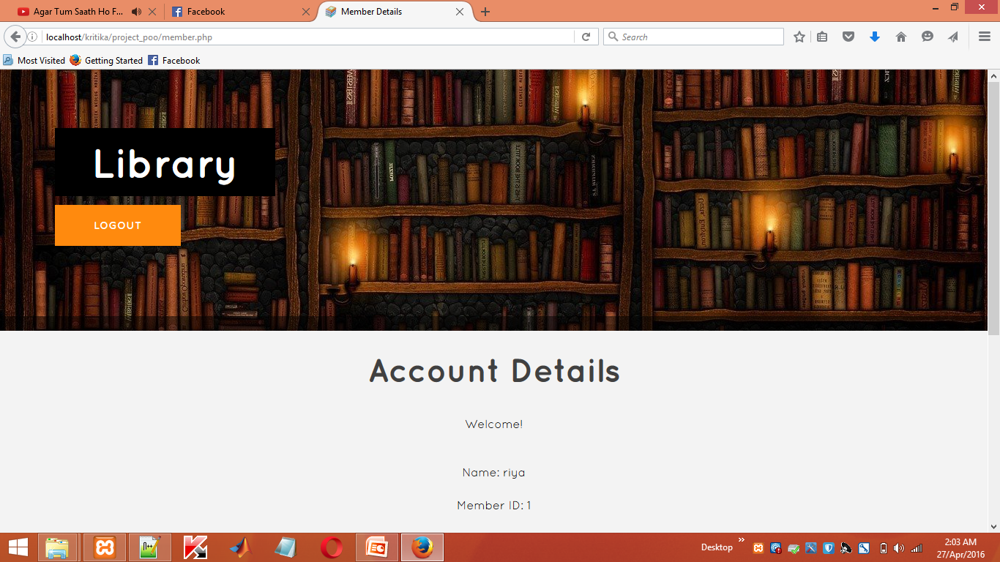 Agar Tum Saath Ho F...
Facebook
Member Details
localhost/kritika/project_poo/member.php
Search
Most Visited
Getting Started
Facebook
Library
LOGOUT
Account Details
Welcome!
Name: riya
Member ID: 1
Desktop
2:03 AM
27/Apr/2016